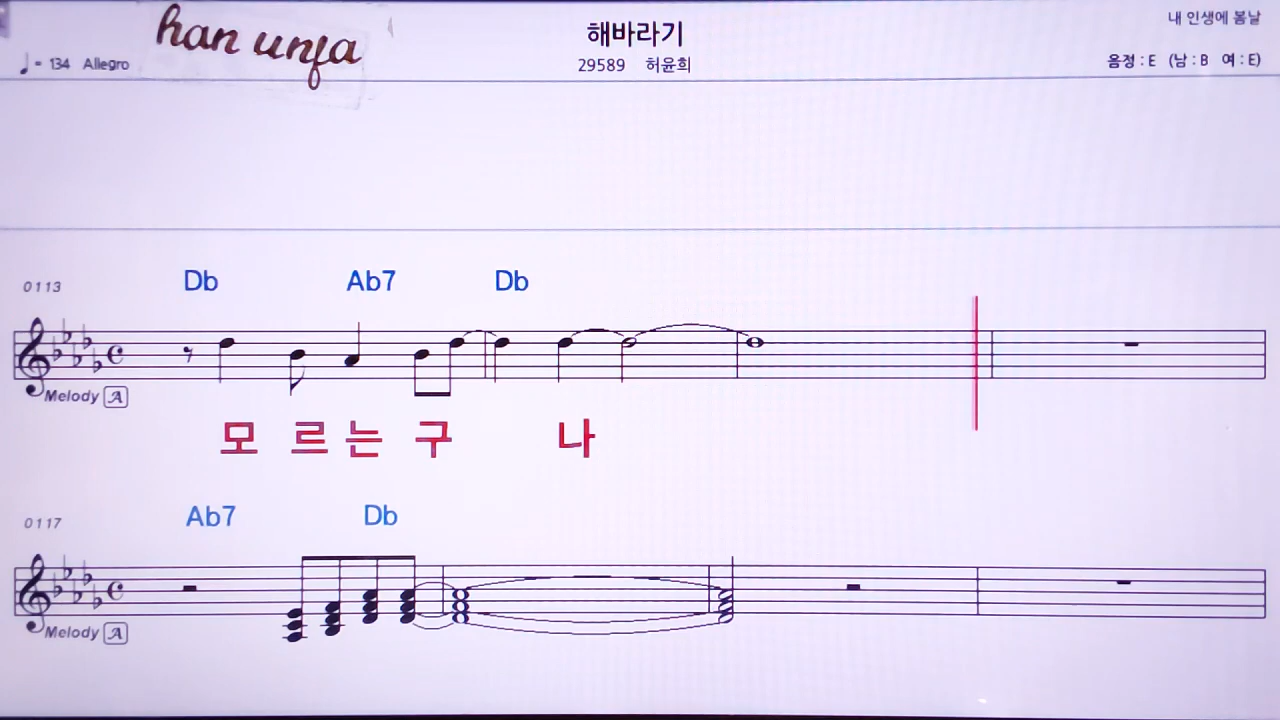 han unfa
해바라기
내 인생에 봄날
♩ = 134 Allegro
29589 허윤희
음정 : E (남 : B 여 : E)
0113
Db Ab7 Db
Melody A
모 르 는 구 나
0117
Ab7 Db
Melody A